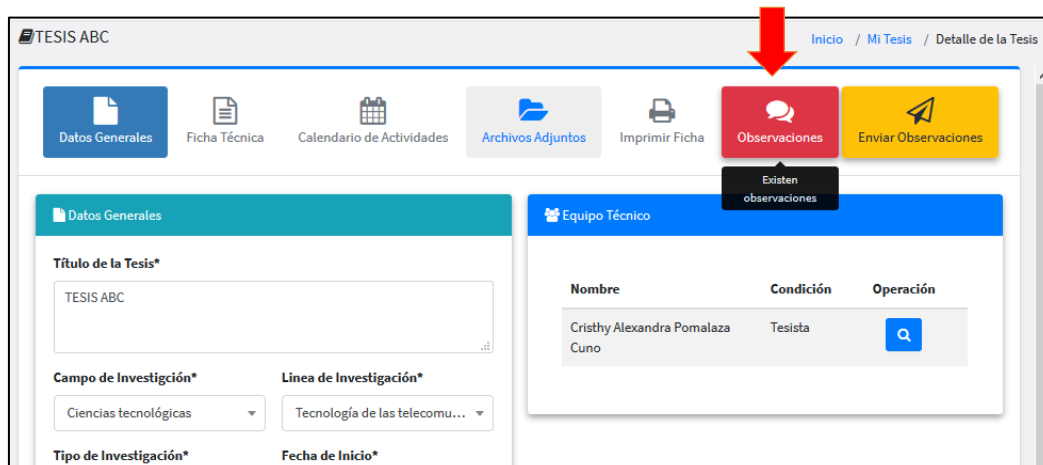 TESIS ABC
Inicio / Mi Tesis / Detalle de la Tesis
Datos Generales
Ficha Técnica
Calendario de Actividades
Archivos Adjuntos
Imprimir Ficha
Observaciones
Enviar Observaciones
Existen
observaciones
Datos Generales
Título de la Tesis*
TESIS ABC
Campo de Investigción*
Linea de Investigación*
Ciencias tecnológicas
Tecnología de las telecomu...
Tipo de Investigación*
Fecha de Inicio*
Equipo Técnico
Nombre
Condición
Operación
Cristhy Alexandra Pomalaza
Cuno
Tesista